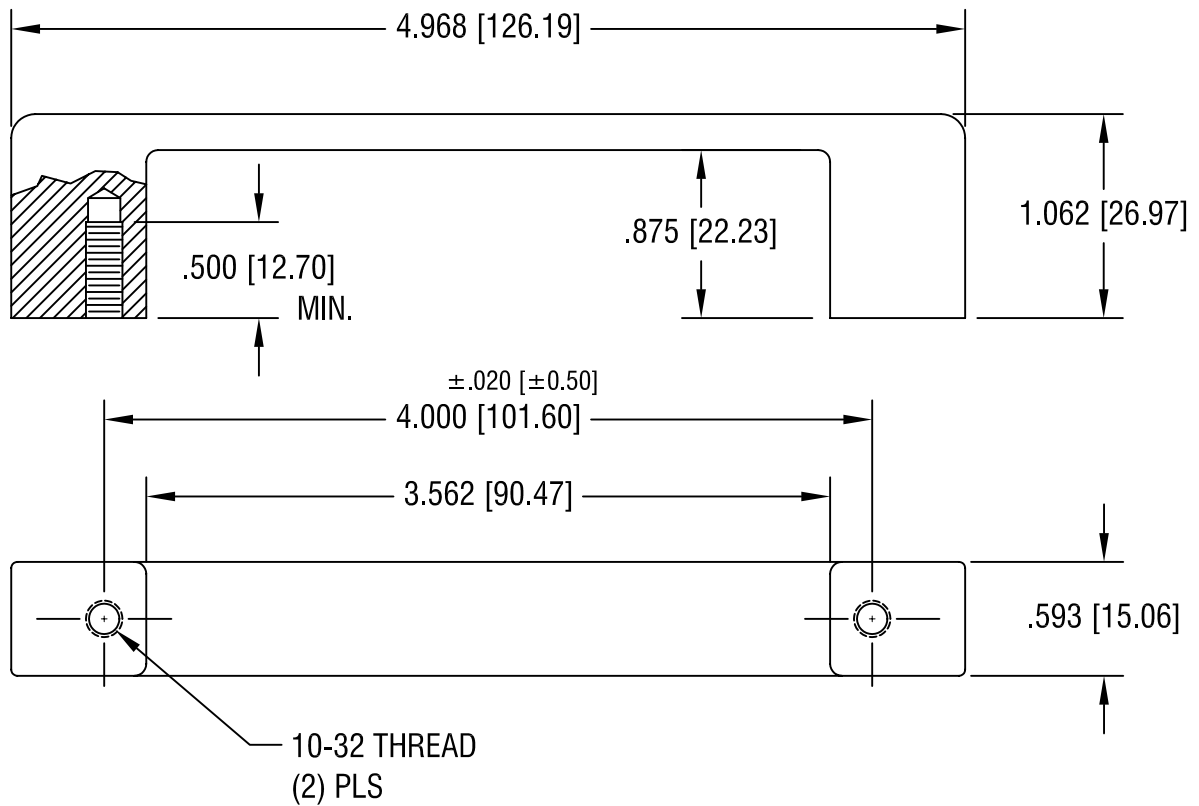 4.968 [126.19]
1.062 [26.97]
.875 [22.23]
.500 [12.70]
MIN.
±.020 [±0.50]
4.000 [101.60]
3.562 [90.47]
.593 [15.06]
10-32 THREAD
(2) PLS